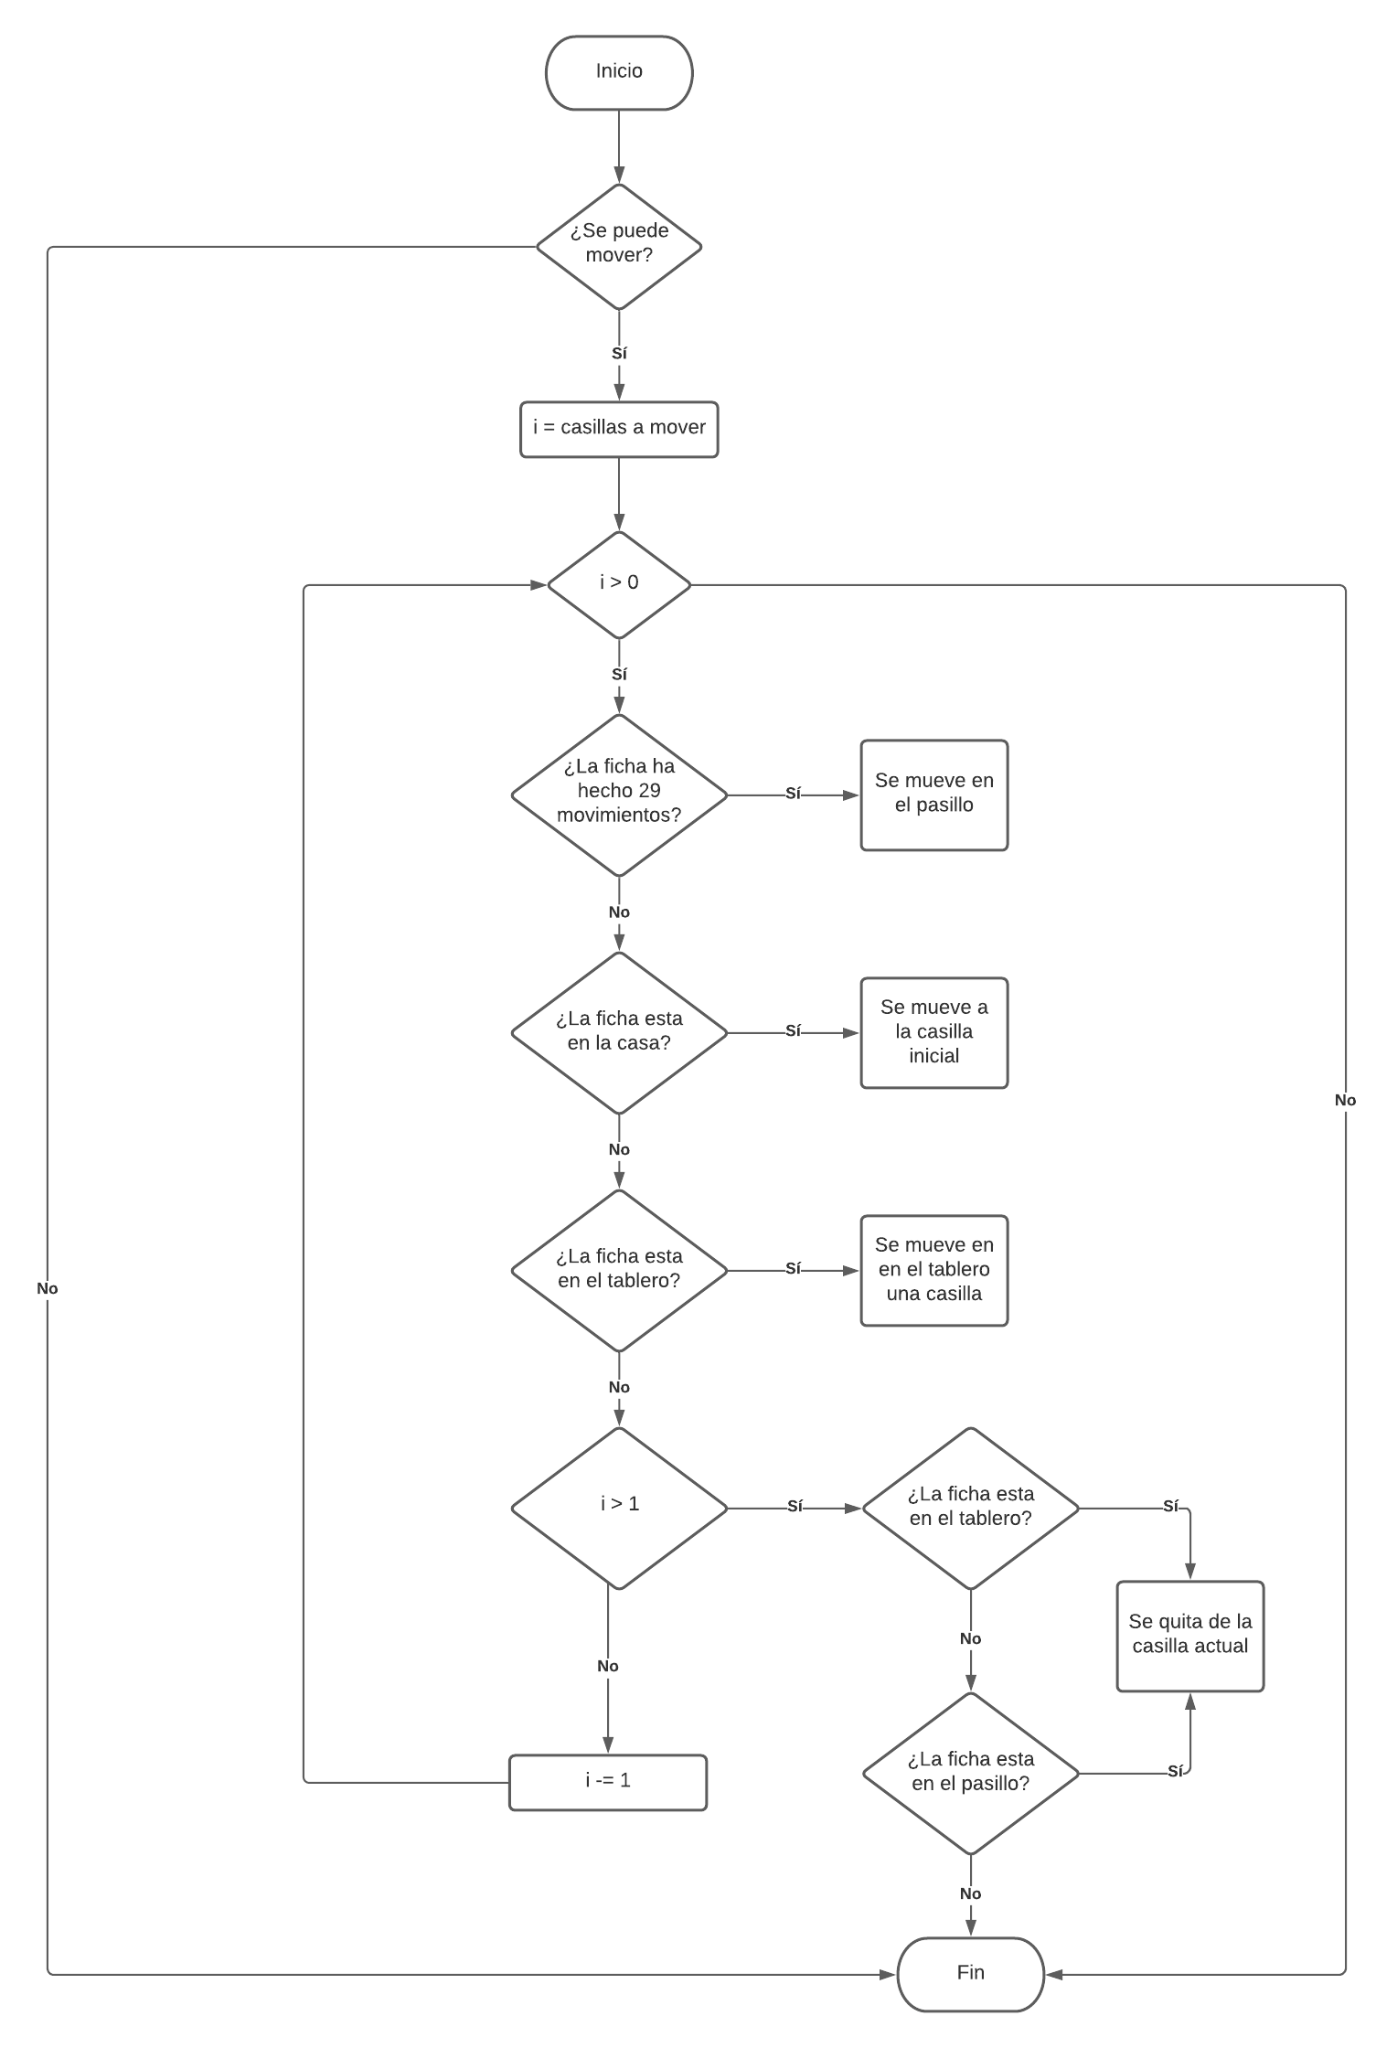 Inicio
¿Se puede
mover?
Sí
i = casillas a mover
i > 0
Sí
¿La ficha ha
hecho 29
movimientos?
Sí
Se mueve en
el pasillo
No
¿La ficha esta
en la casa?
Sí
Se mueve a
la casilla
inicial
No
No
¿La ficha esta
en el tablero?
Sí
Se mueve en
en el tablero
una casilla
No
No
i > 1
Sí
¿La ficha esta
en el tablero?
Sí
Se quita de la
casilla actual
No
No
¿La ficha esta
en el pasillo?
Sí
i -= 1
No
Fin